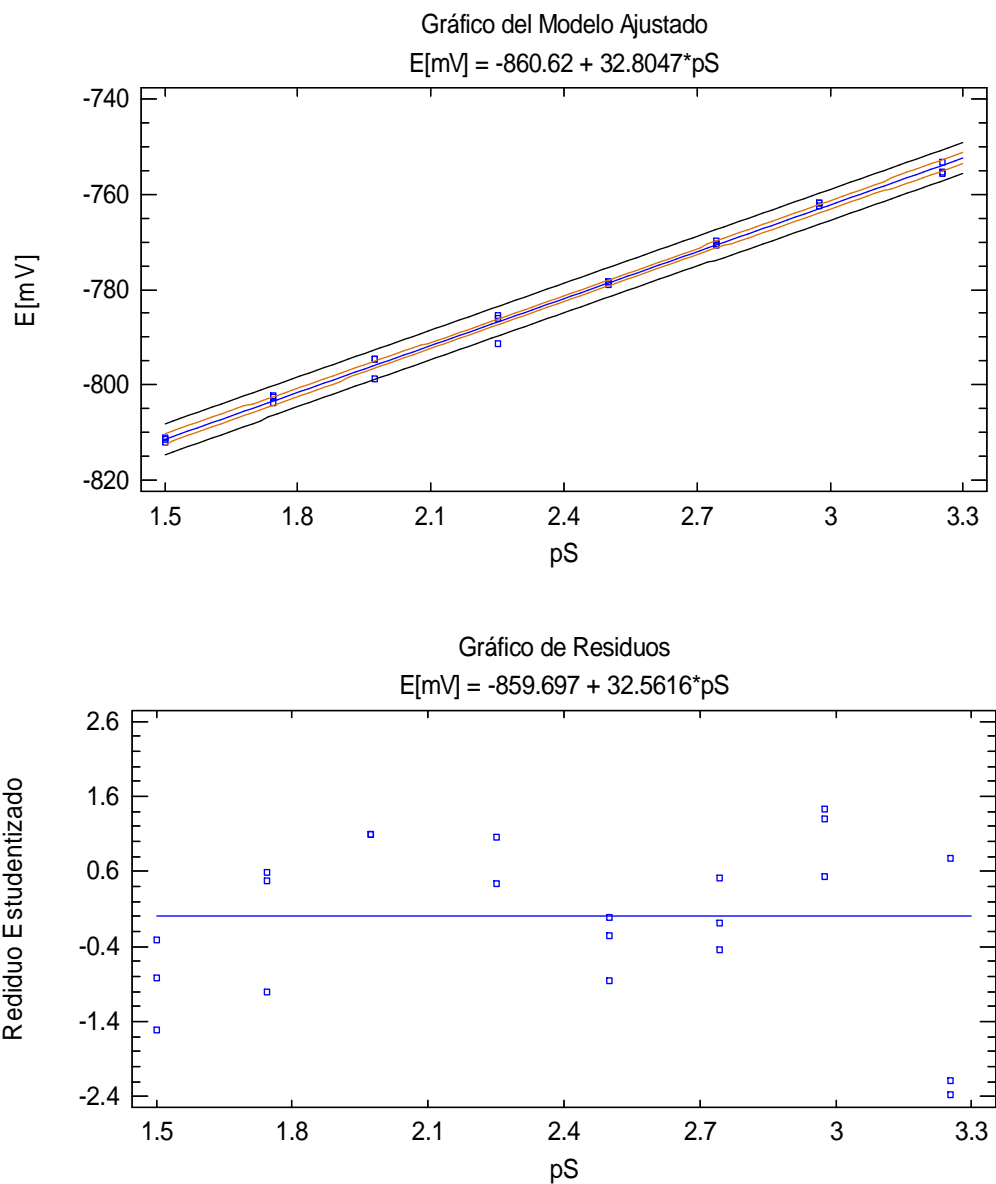 Gráfico del Modelo Ajustado
E[mV] = -860.62 + 32.8047*pS
-740
-760
-780
-800
-820
E[mV]
1.5 1.8 2.1 2.4 2.7 3 3.3
pS
Gráfico de Residuos
E[mV] = -859.697 + 32.5616*pS
2.6
1.6
0.6
-0.4
-1.4
-2.4
Rediduo Estudentizado
1.5 1.8 2.1 2.4 2.7 3 3.3
pS